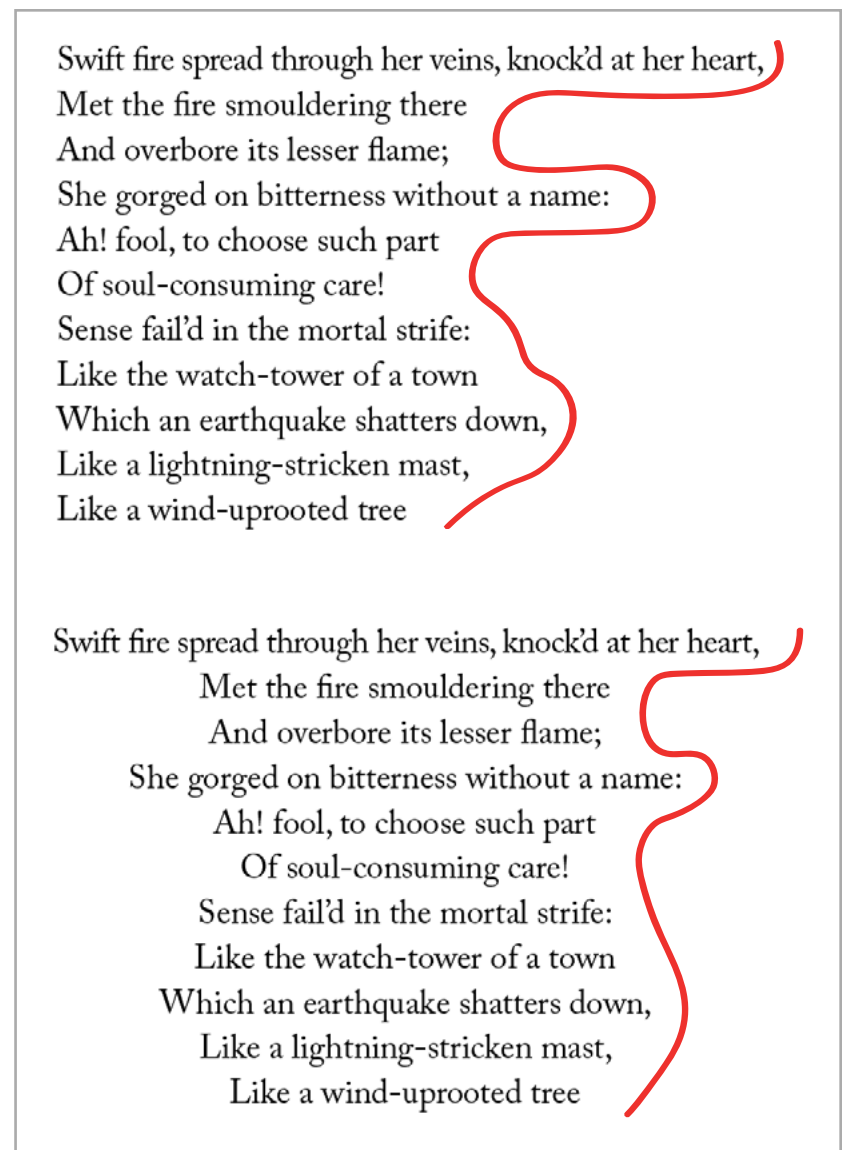 Swift fire spread through her veins, knock’d at her heart,
Met the fire smouldering there
And overbore its lesser flame;
She gorged on bitterness without a name:
Ah! fool, to choose such part
Of soul-consuming care!
Sense fail’d in the mortal strife:
Like the watch-tower of a town
Which an earthquake shatters down,
Like a lightning-stricken mast,
Like a wind-uprooted tree
Swift fire spread through her veins, knock’d at her heart,
Met the fire smouldering there
And overbore its lesser flame;
She gorged on bitterness without a name:
Ah! fool, to choose such part
Of soul-consuming care!
Sense fail’d in the mortal strife:
Like the watch-tower of a town
Which an earthquake shatters down,
Like a lightning-stricken mast,
Like a wind-uprooted tree